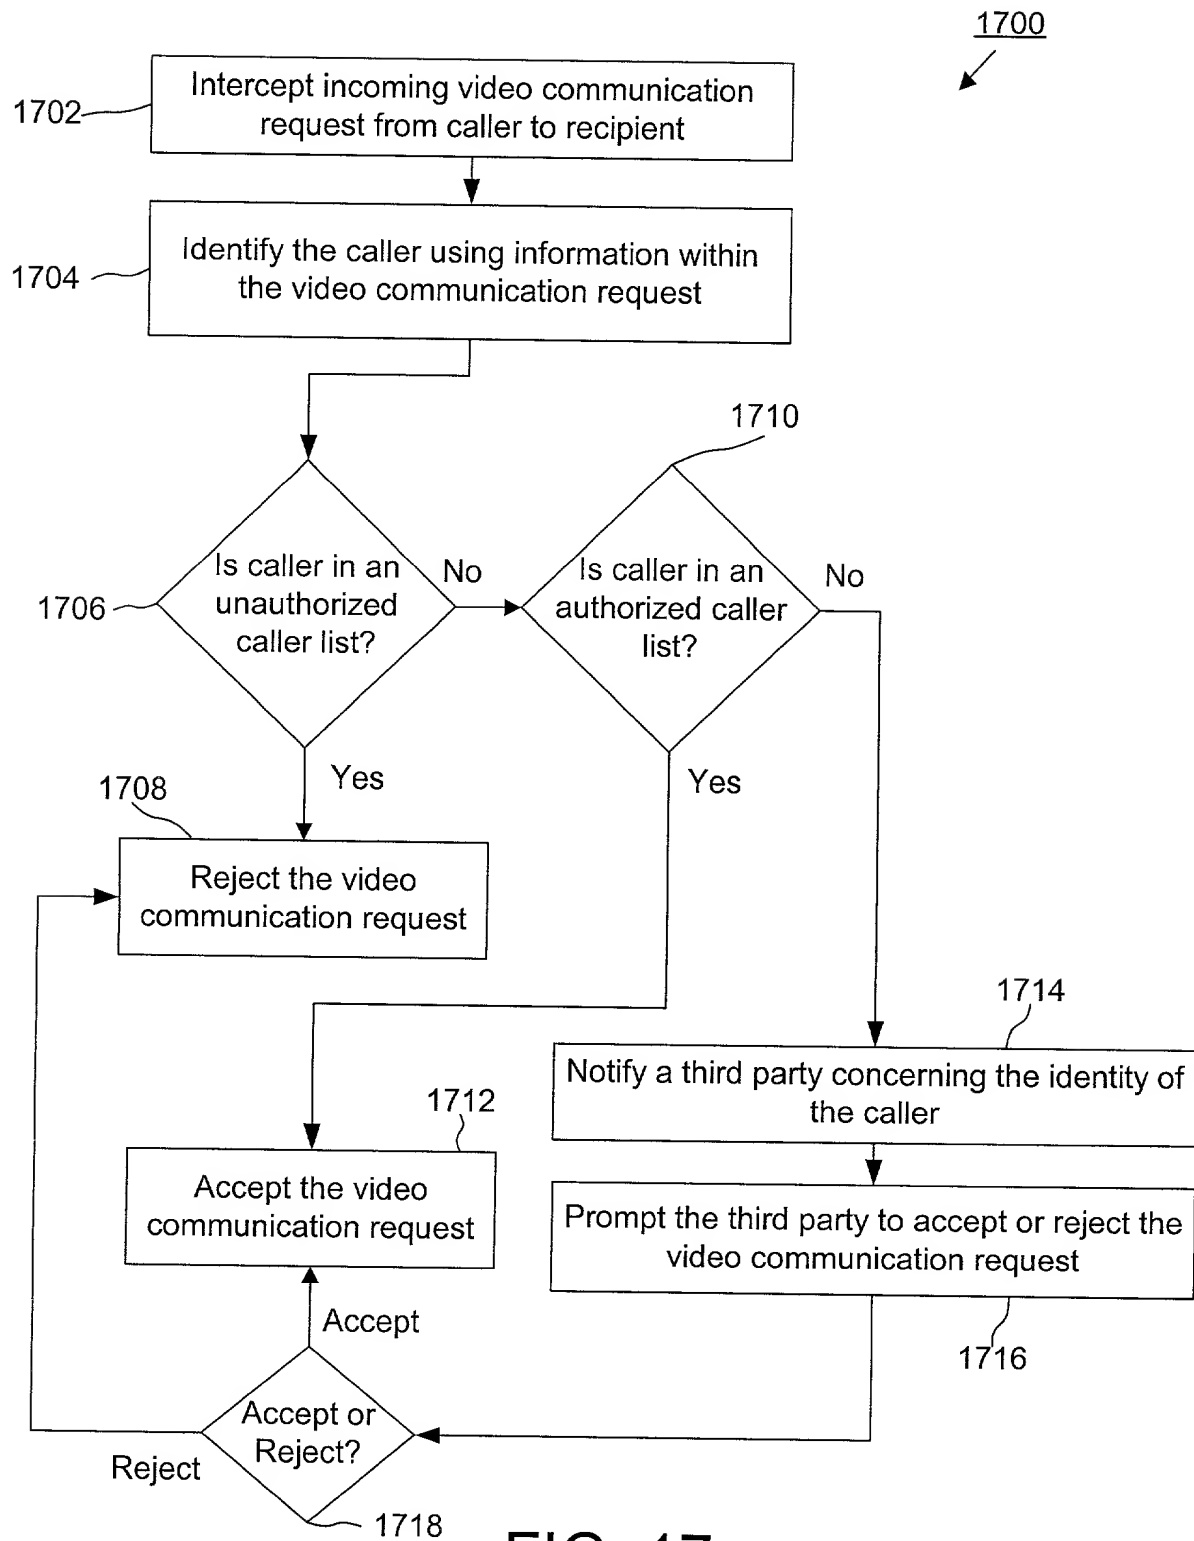 1700
1702
Intercept incoming video communication
request from caller to recipient
1704
Identify the caller using information within
the video communication request
1706
Is caller in an
unauthorized
caller list?
No
1710
Is caller in an
authorized caller
list?
No
Yes
Yes
1708
Reject the video
communication request
1714
Notify a third party concerning the identity of
the caller
1712
Accept the video
communication request
Prompt the third party to accept or reject the
video communication request
1716
Accept
Accept or
Reject?
Reject
1718
FIG. 17